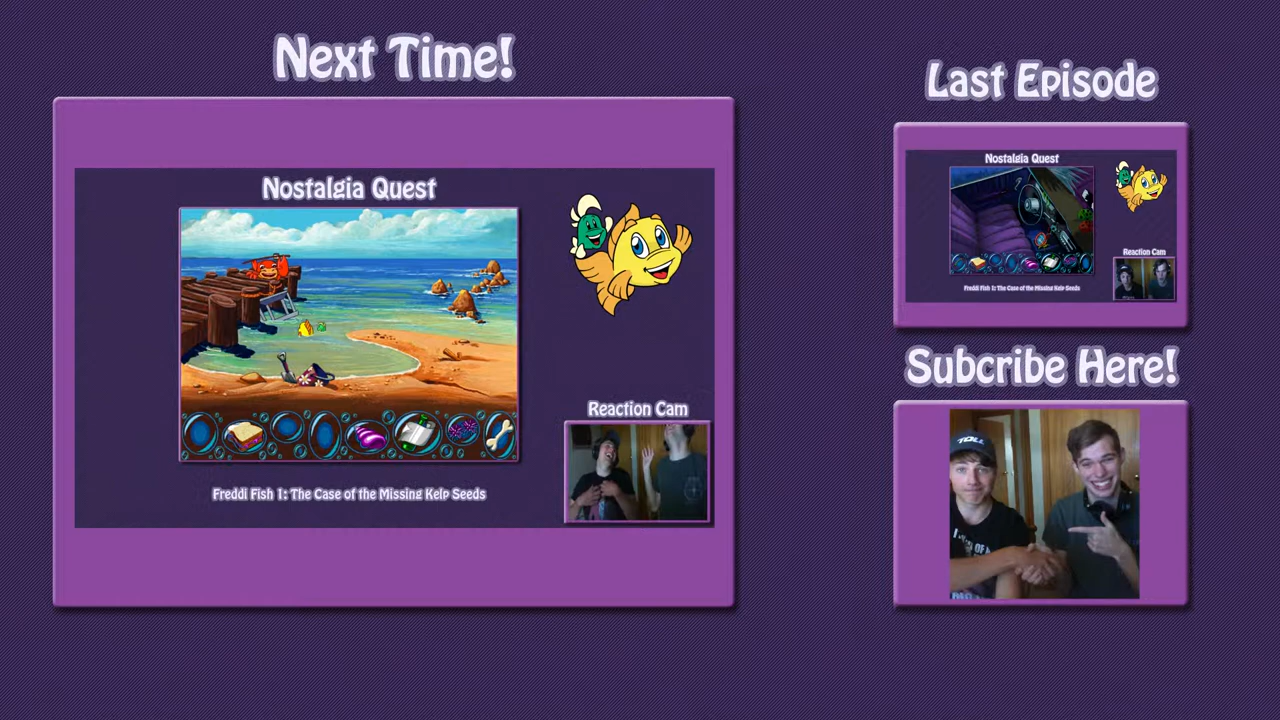 Next Time!
Nostalgia Quest
Reaction Cam
Freddi Fish 1: The Case of the Missing Kelp Seeds
Last Episode
Nostalgia Quest
Reaction Cam
Freddi Fish 1: The Case of the Missing Kelp Seeds
Subcribe Here!
TOLL